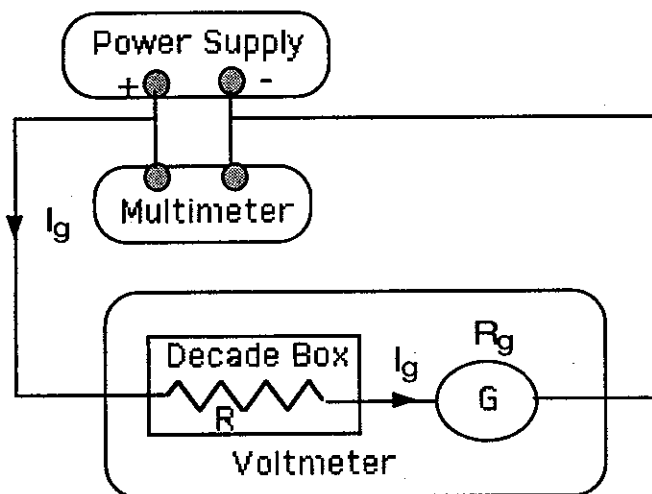 Power Supply
+ -
Multimeter
Ig
Rg
Decade Box
Ig
G
R
Voltmeter